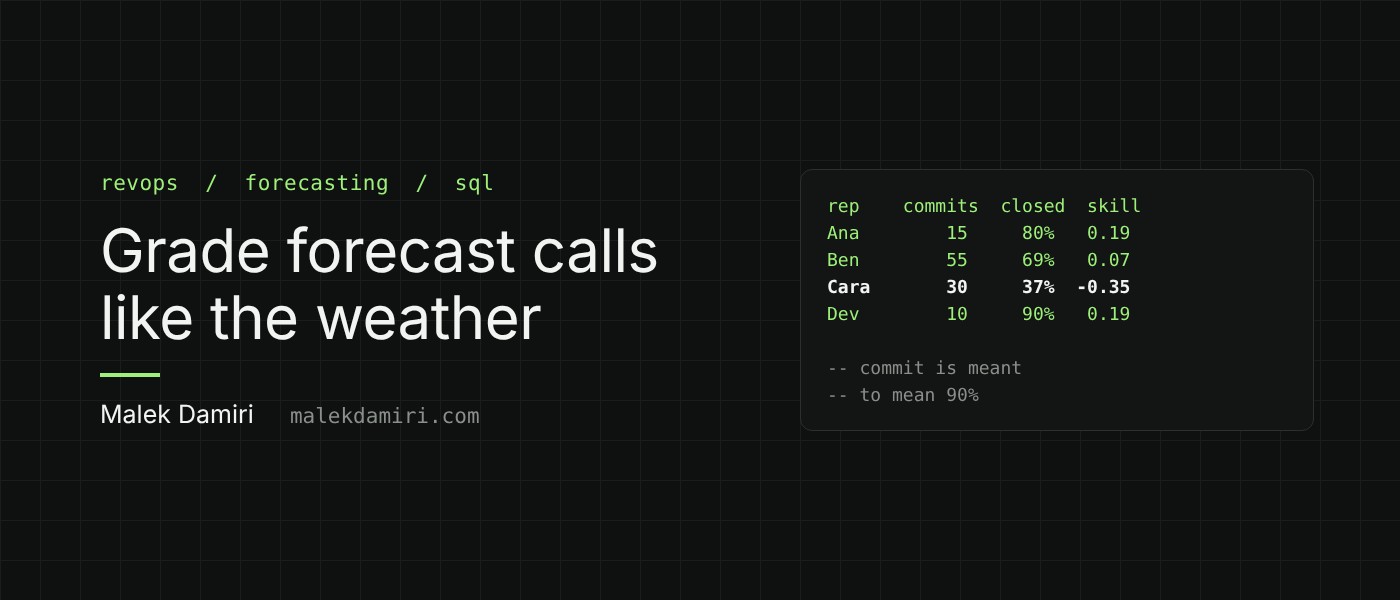 revops / forecasting / sql
Grade forecast calls
like the weather
Malek Damiri malekdamiri.com
rep commits closed skill
Ana 15 80% 0.19
Ben 55 69% 0.07
Cara 30 37% -0.35
Dev 10 90% 0.19
-- commit is meant
-- to mean 90%